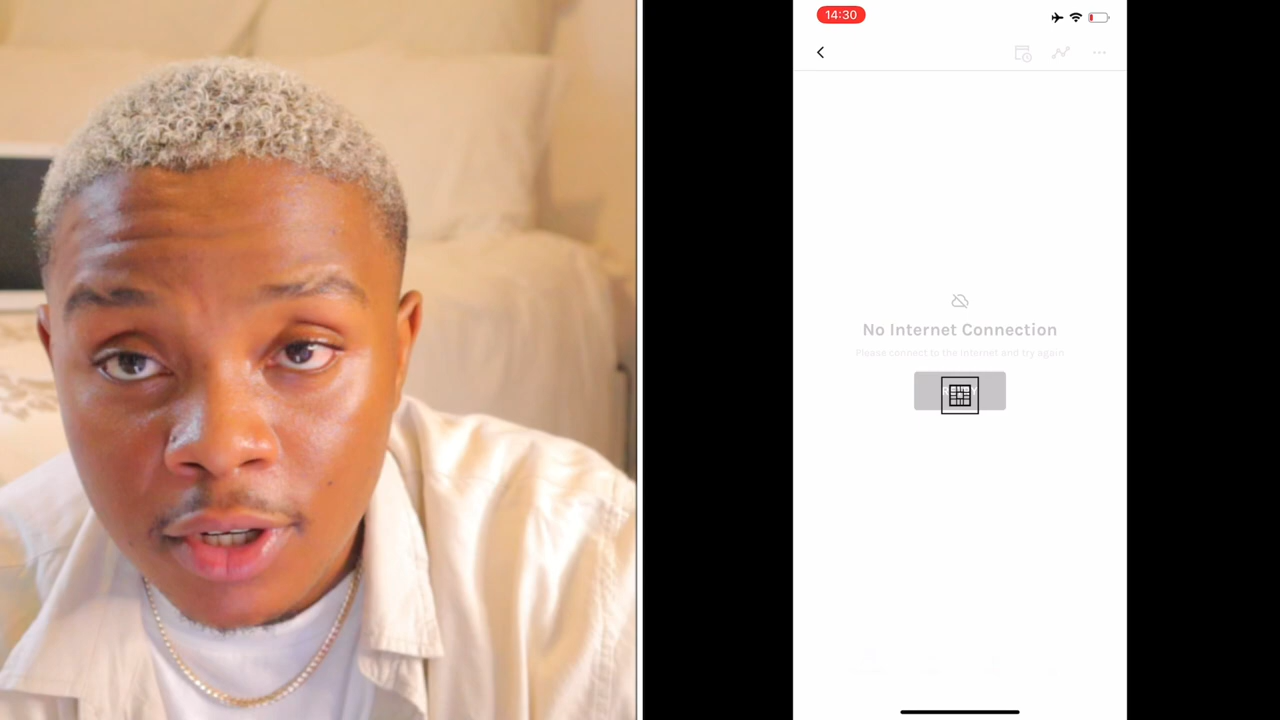 14:30
No Internet Connection
Please connect to the internet and try again